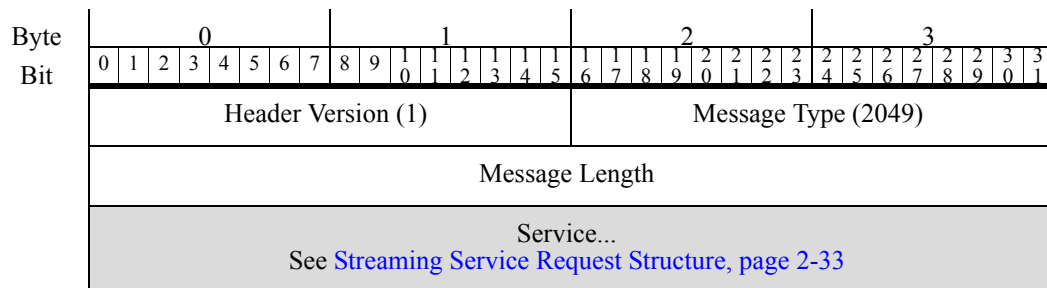 Byte 0 1 2 3
Bit 0 1 2 3 4 5 6 7 8 9 10 11 12 13 14 15 16 17 18 19 20 21 22 23 24 25 26 27 28 29 30 31
Header Version (1) Message Type (2049)
Message Length
Service...
See Streaming Service Request Structure, page 2-33